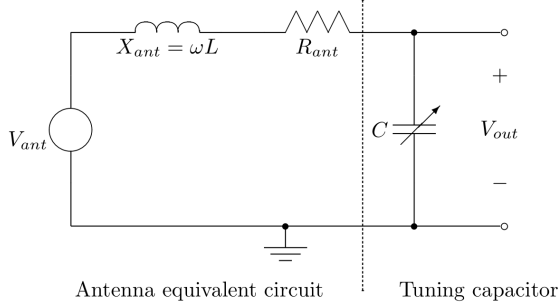 X_ant = ωL
R_ant
+
C
V_out
V_ant
−
Antenna equivalent circuit
Tuning capacitor